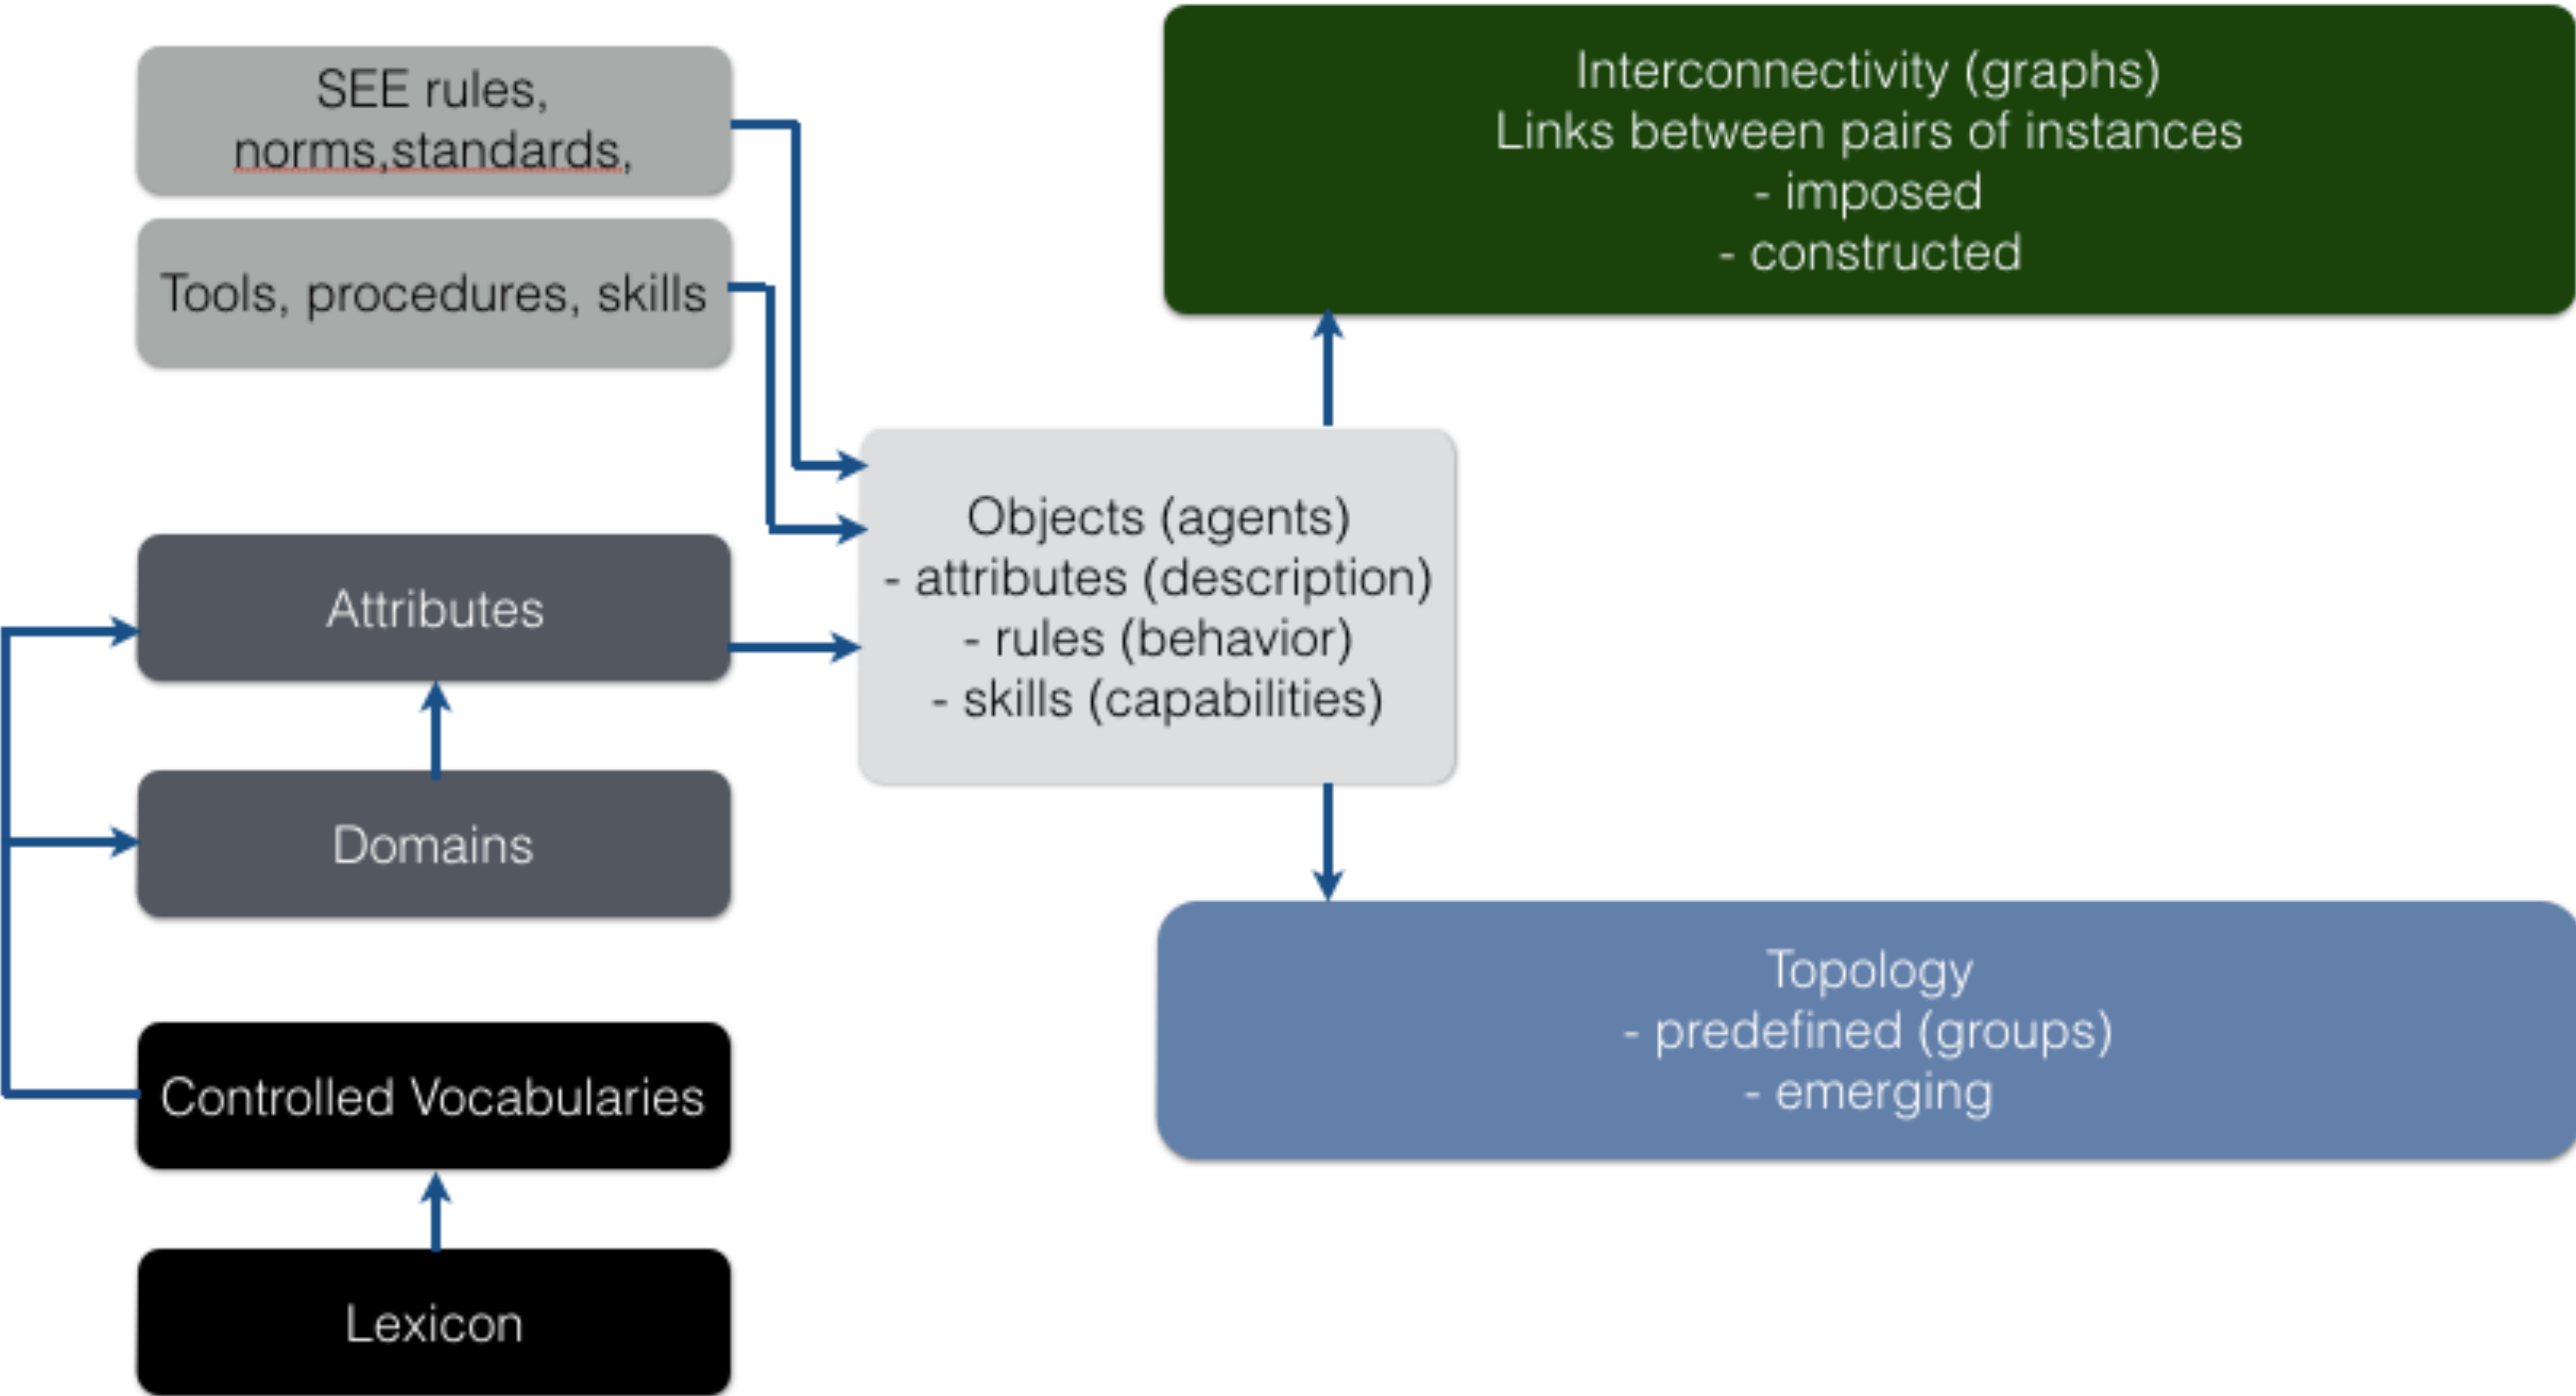 SEE rules,
norms,standards,
Tools, procedures, skills
Attributes
Domains
Controlled Vocabularies
Lexicon
Objects (agents)
- attributes (description)
- rules (behavior)
- skills (capabilities)
Interconnectivity (graphs)
Links between pairs of instances
- imposed
- constructed
Topology
- predefined (groups)
- emerging